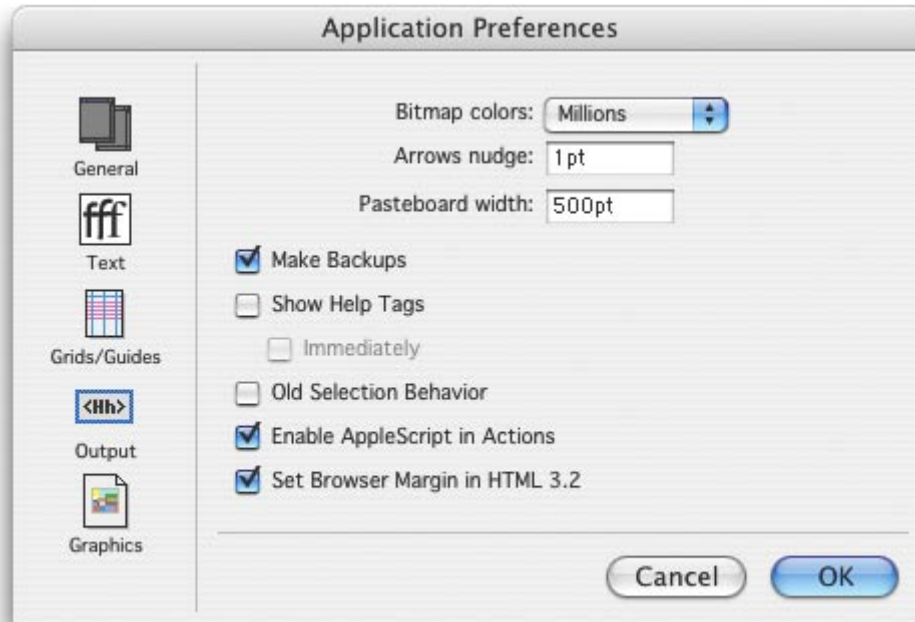 Application Preferences
General
fff
Text
Grids/Guides
<Hh>
Output
Graphics
Bitmap colors: Millions
Arrows nudge: 1pt
Pasteboard width: 500pt
Make Backups
Show Help Tags
Immediately
Old Selection Behavior
Enable AppleScript in Actions
Set Browser Margin in HTML 3.2
Cancel OK